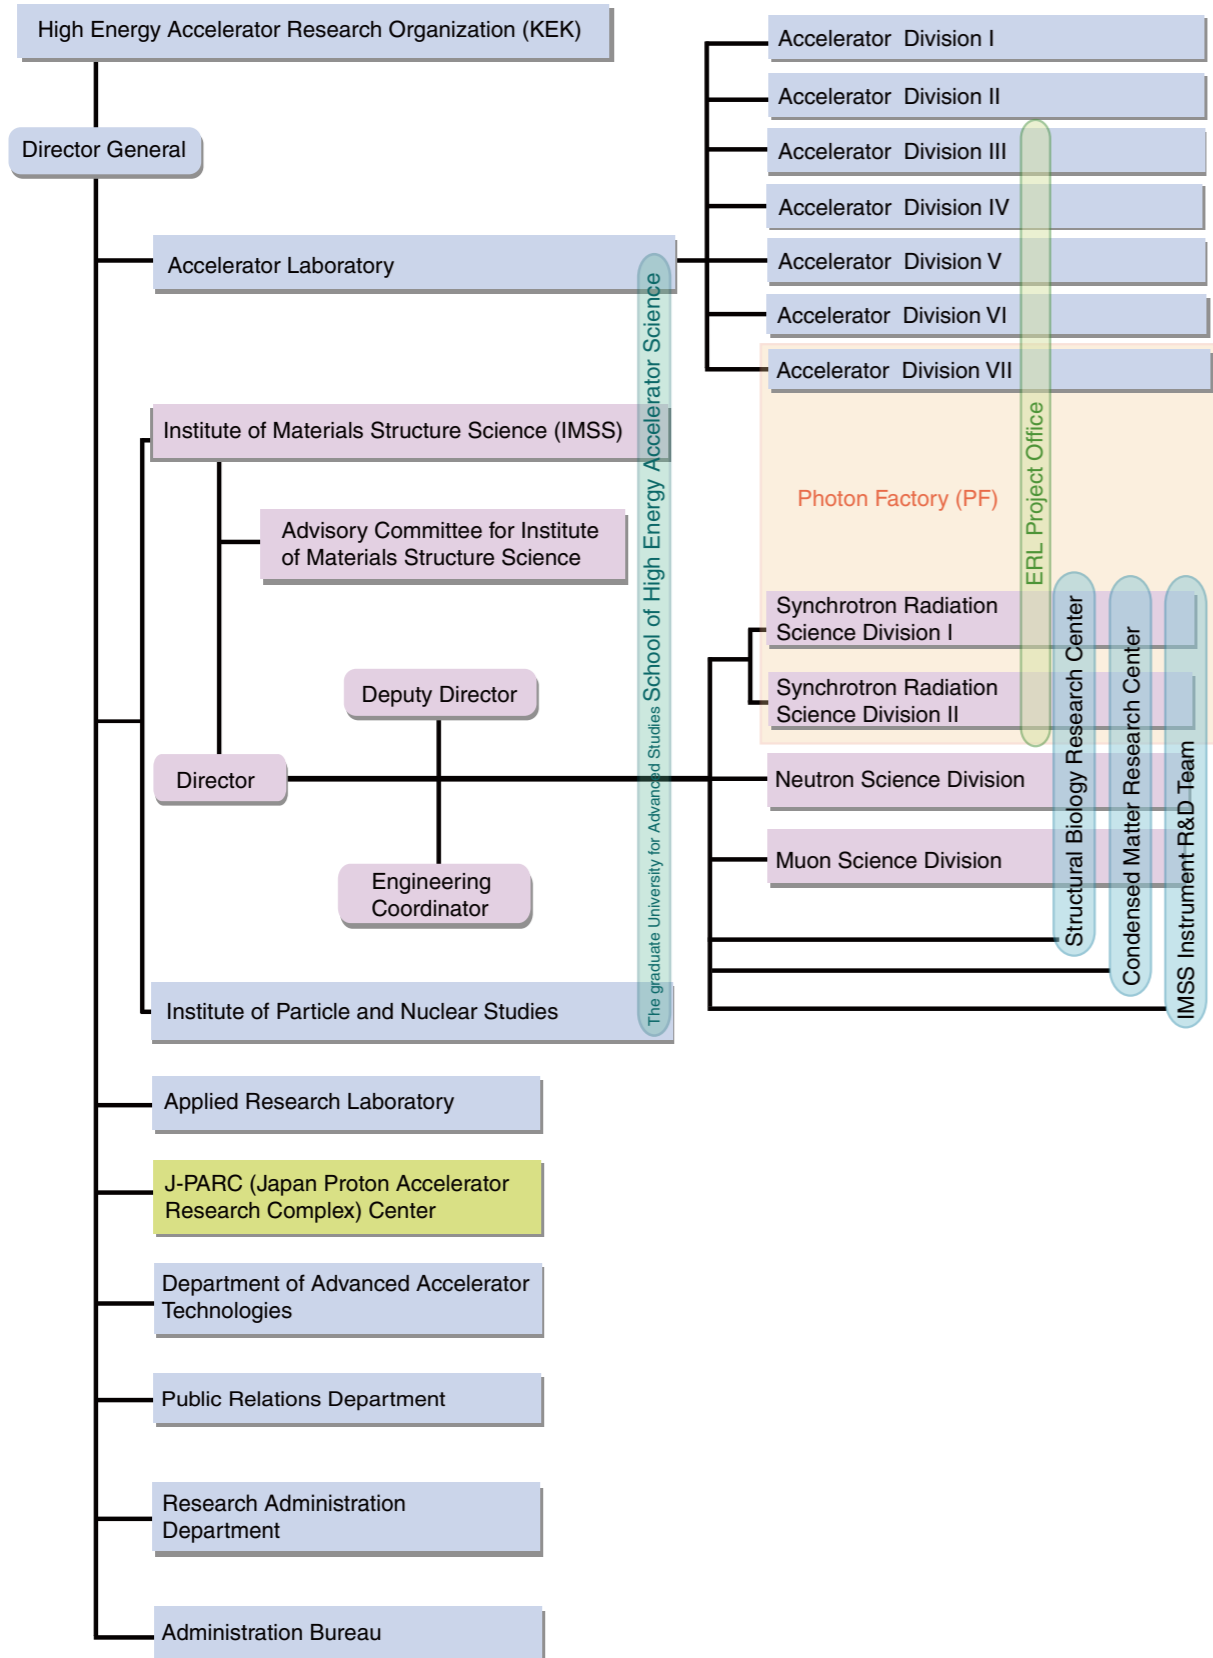 High Energy Accelerator Research Organization (KEK)
Director General
Accelerator Laboratory
Institute of Materials Structure Science (IMSS)
Advisory Committee for Institute
of Materials Structure Science
Deputy Director
Director
Engineering
Coordinator
Institute of Particle and Nuclear Studies
The graduate University for Advanced Studies School of High Energy Accelerator Science
Applied Research Laboratory
J-PARC (Japan Proton Accelerator
Research Complex) Center
Department of Advanced Accelerator
Technologies
Public Relations Department
Research Administration
Department
Administration Bureau
Accelerator Division I
Accelerator Division II
Accelerator Division III
Accelerator Division IV
Accelerator Division V
Accelerator Division VI
Accelerator Division VII
Photon Factory (PF)
ERL Project Office
Synchrotron Radiation
Science Division I
Synchrotron Radiation
Science Division II
Neutron Science Division
Muon Science Division
Structural Biology Research Center
Condensed Matter Research Center
IMSS Instrument R&D Team